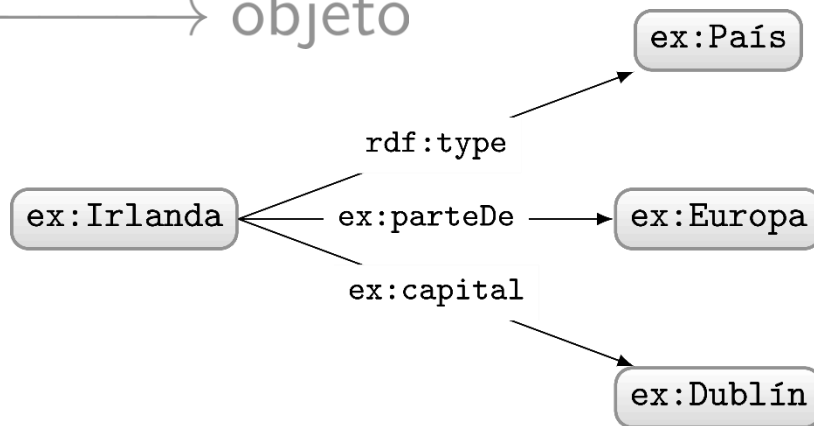 objeto
ex:País
rdf:type
ex:Irlanda ex:parteDe ex:Europa
ex:capital
ex:Dublín